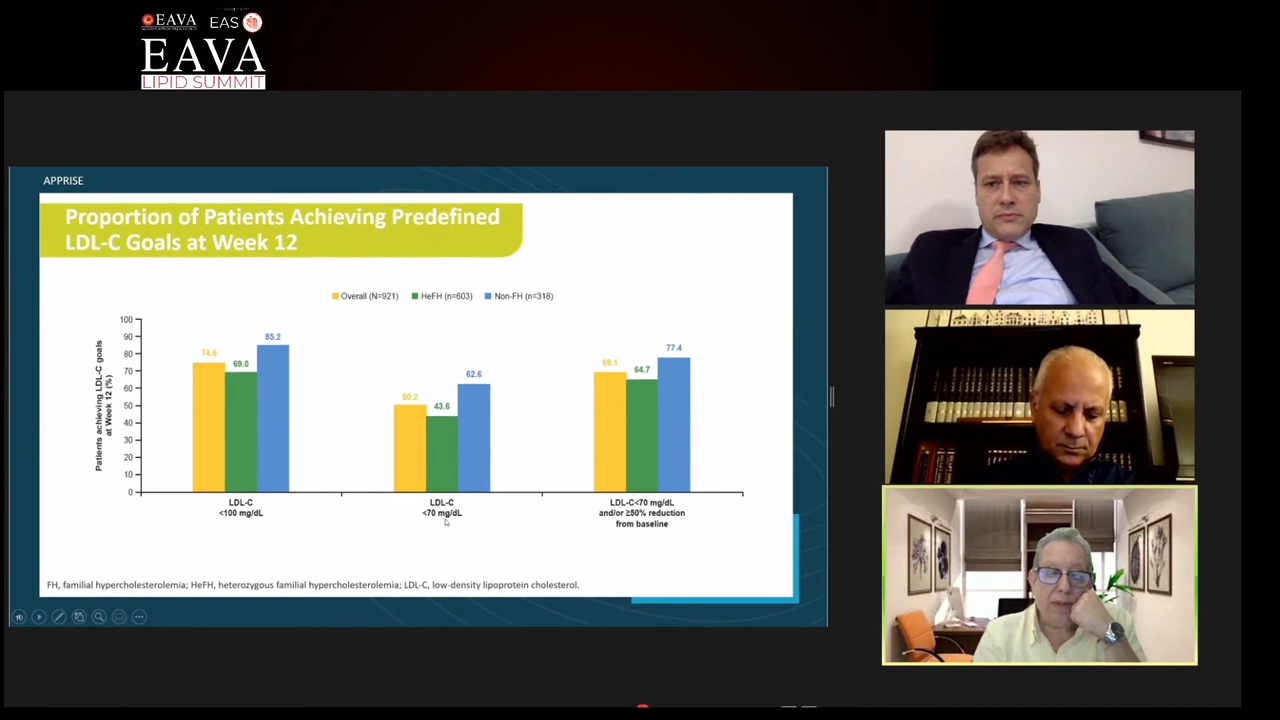 EAVA
EAS
EAVA
LIPID SUMMIT
APPRISE
Proportion of Patients Achieving Predefined
LDL-C Goals at Week 12
Overall (N=921)
HeFH (n=603)
Non-FH (n=318)
Patients achieving LDL-C goals
at Week 12 (%)
100
90
80
70
60
50
40
30
20
10
0
74.6
69.0
85.2
50.2
43.6
62.6
69.1
64.7
77.4
LDL-C
<100 mg/dL
LDL-C
<70 mg/dL
LDL-C<70 mg/dL
and/or ≥50% reduction
from baseline
FH, familial hypercholesterolemia; HeFH, heterozygous familial hypercholesterolemia; LDL-C, low-density lipoprotein cholesterol.